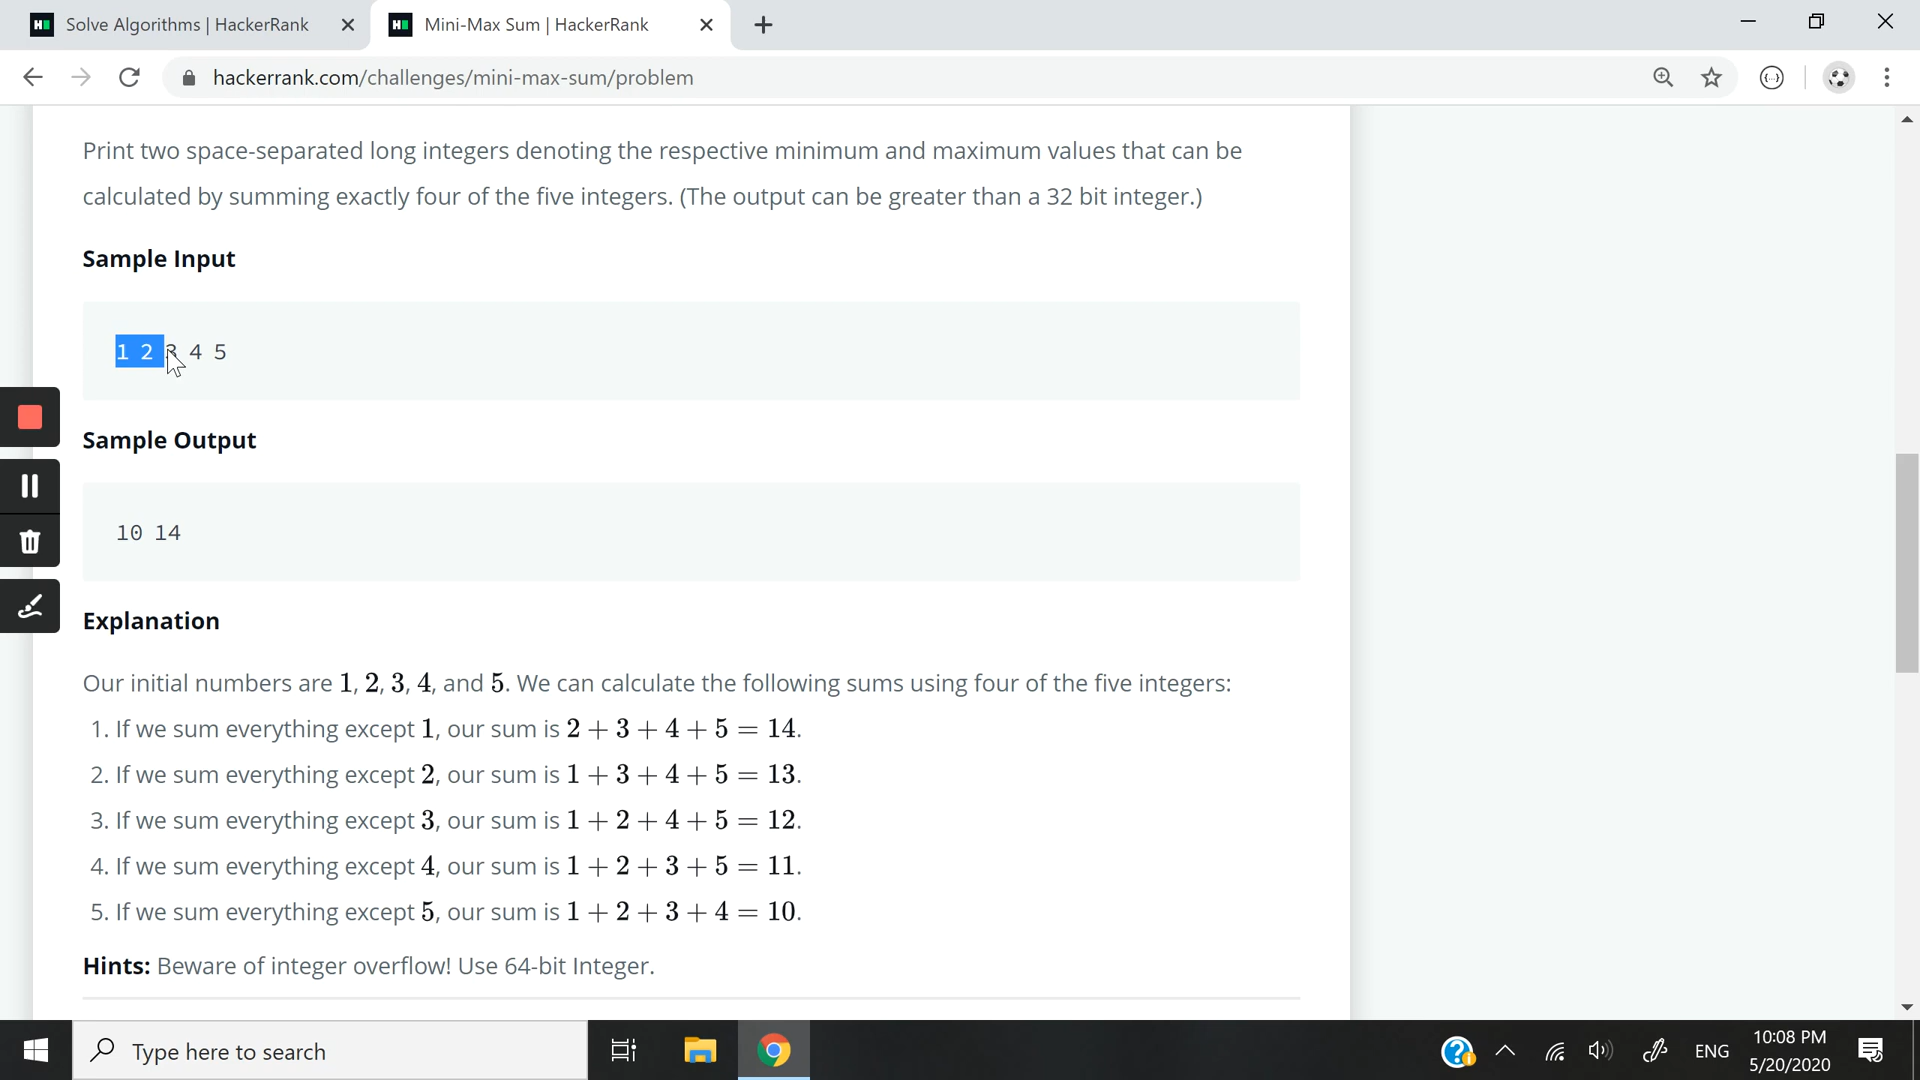 Solve Algorithms | HackerRank
Mini-Max Sum | HackerRank
hackerrank.com/challenges/mini-max-sum/problem
Print two space-separated long integers denoting the respective minimum and maximum values that can be
calculated by summing exactly four of the five integers. (The output can be greater than a 32 bit integer.)
Sample Input
1 2 3 4 5
Sample Output
10 14
Explanation
Our initial numbers are 1, 2, 3, 4, and 5. We can calculate the following sums using four of the five integers:
1. If we sum everything except 1, our sum is 2 + 3 + 4 + 5 = 14.
2. If we sum everything except 2, our sum is 1 + 3 + 4 + 5 = 13.
3. If we sum everything except 3, our sum is 1 + 2 + 4 + 5 = 12.
4. If we sum everything except 4, our sum is 1 + 2 + 3 + 5 = 11.
5. If we sum everything except 5, our sum is 1 + 2 + 3 + 4 = 10.
Hints: Beware of integer overflow! Use 64-bit Integer.
Type here to search
ENG
10:08 PM
5/20/2020